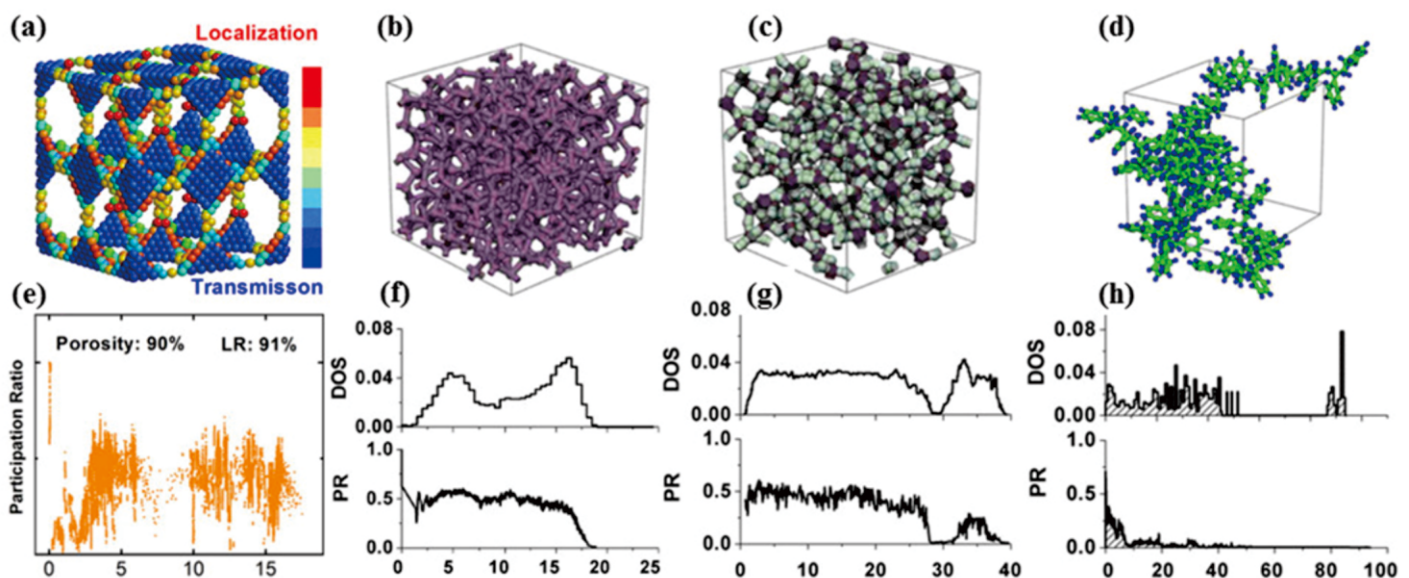 (a)
Localization
Transmisson
(b)
(c)
(d)
(e)
Porosity: 90% LR: 91%
Participation Ratio
0 5 10 15
(f)
DOS
0.08
0.04
0.00
PR
1.0
0.5
0.0
0 5 10 15 20 25
(g)
DOS
0.08
0.04
0.00
PR
1.0
0.5
0.0
0 10 20 30 40
(h)
DOS
0.08
0.04
0.00
PR
1.0
0.5
0.0
0 20 40 60 80 100